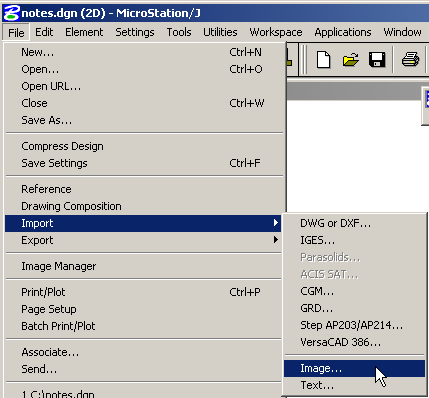 notes.dgn (2D) - MicroStation/J
File Edit Element Settings Tools Utilities Workspace Applications Window
New... Ctrl+N
Open... Ctrl+O
Open URL...
Close Ctrl+W
Save As...
Compress Design
Save Settings Ctrl+F
Reference
Drawing Composition
Import
DWG or DXF...
Export
IGES...
Parasolids...
Image Manager
ACIS SAT...
Print/Plot Ctrl+P
CGM...
Page Setup
GRD...
Batch Print/Plot
Step AP203/AP214...
VersaCAD 386...
Associate...
Send...
Image...
Text...
1 C:\notes.dgn